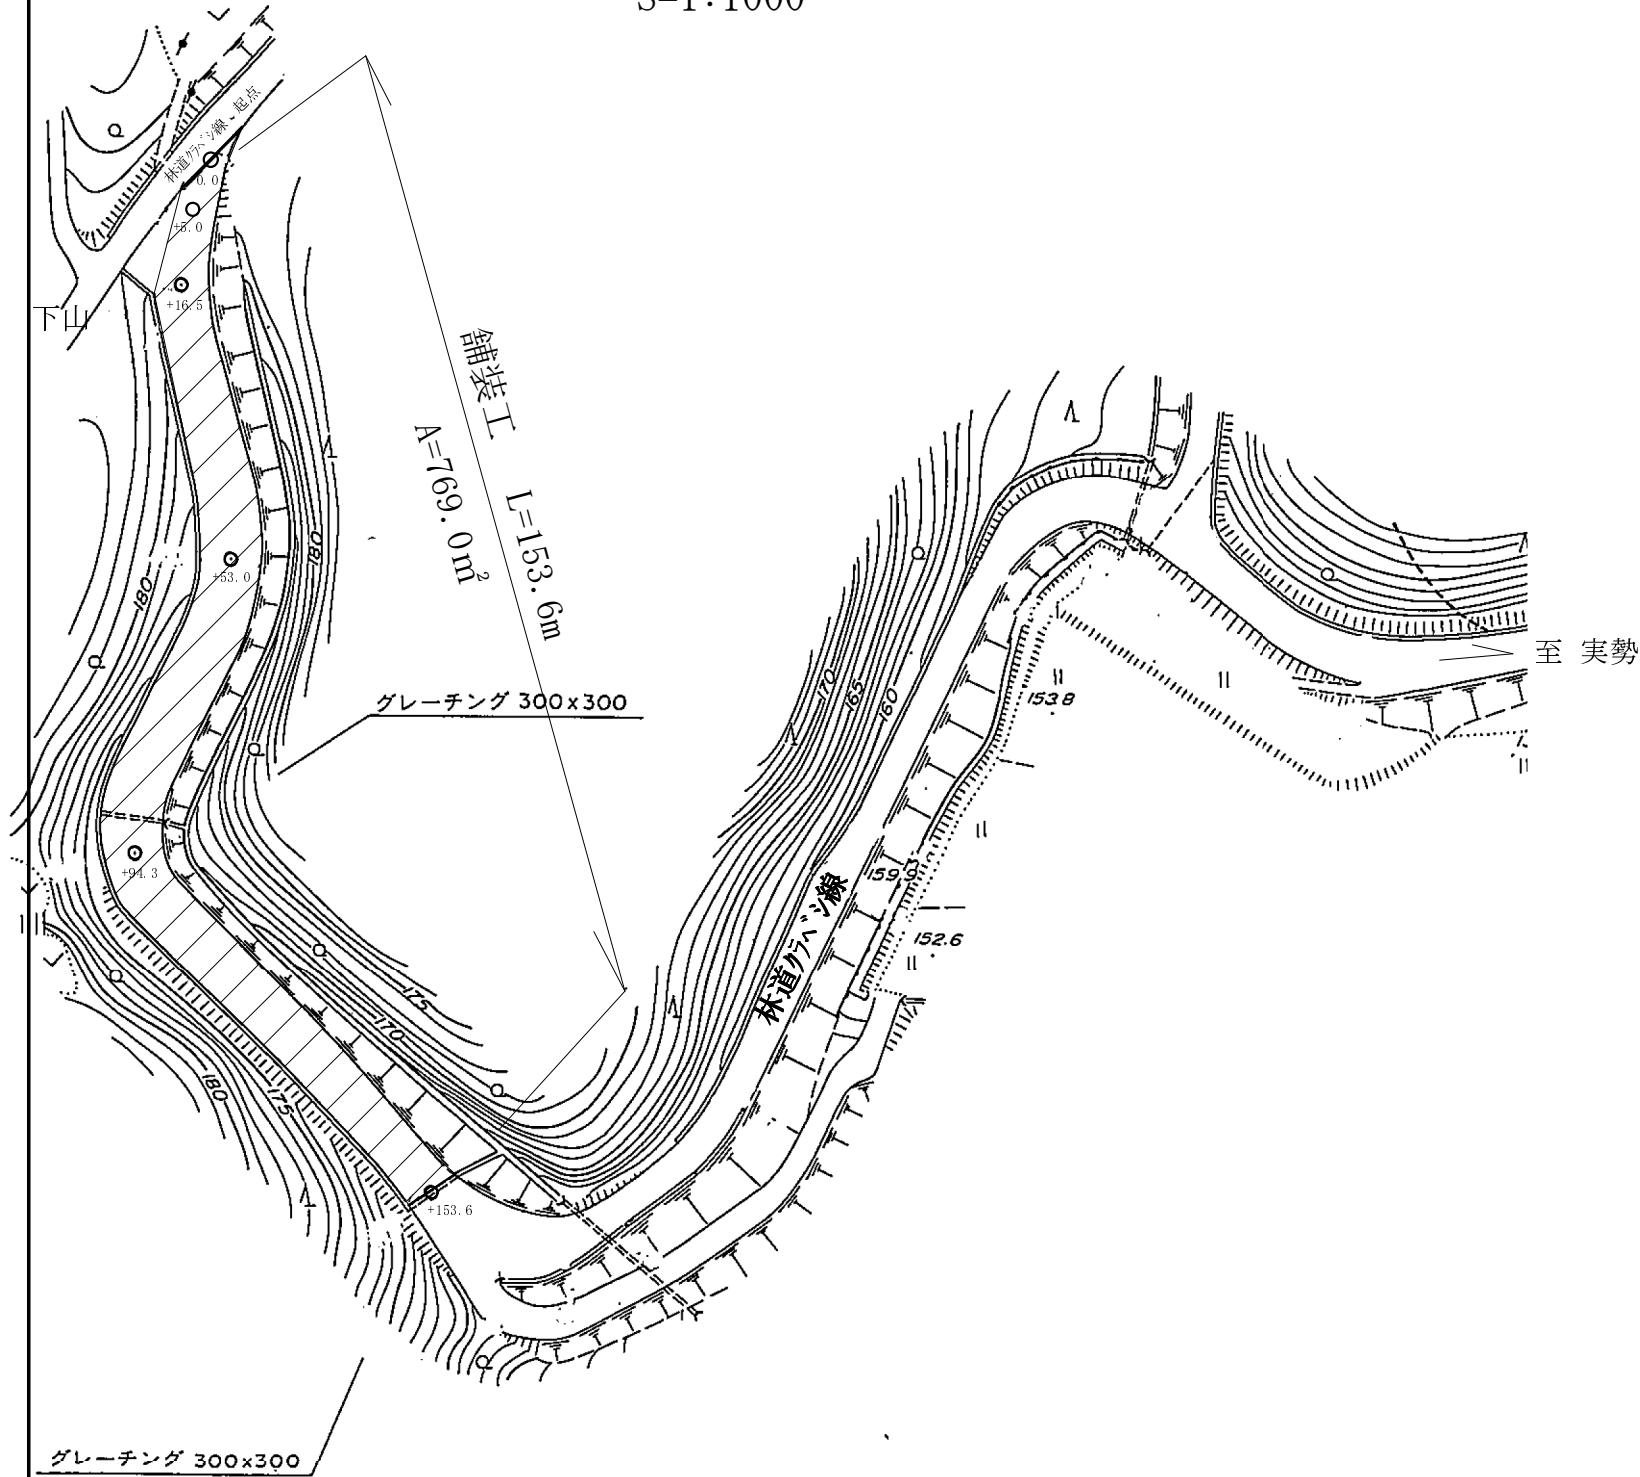 S=1:1000
林道ｸﾗﾍﾞｼ線 起点
0.0
+5.0
+16.5
下山
舗装工 L=153.6m
A=769.0m²
180
180
+53.0
グレーチング 300x300
170
165
160
153.8
至 実勢
159.9
+94.3
152.6
林道ｸﾗﾍﾞｼ線
175
170
180
175
+153.6
グレーチング 300x300